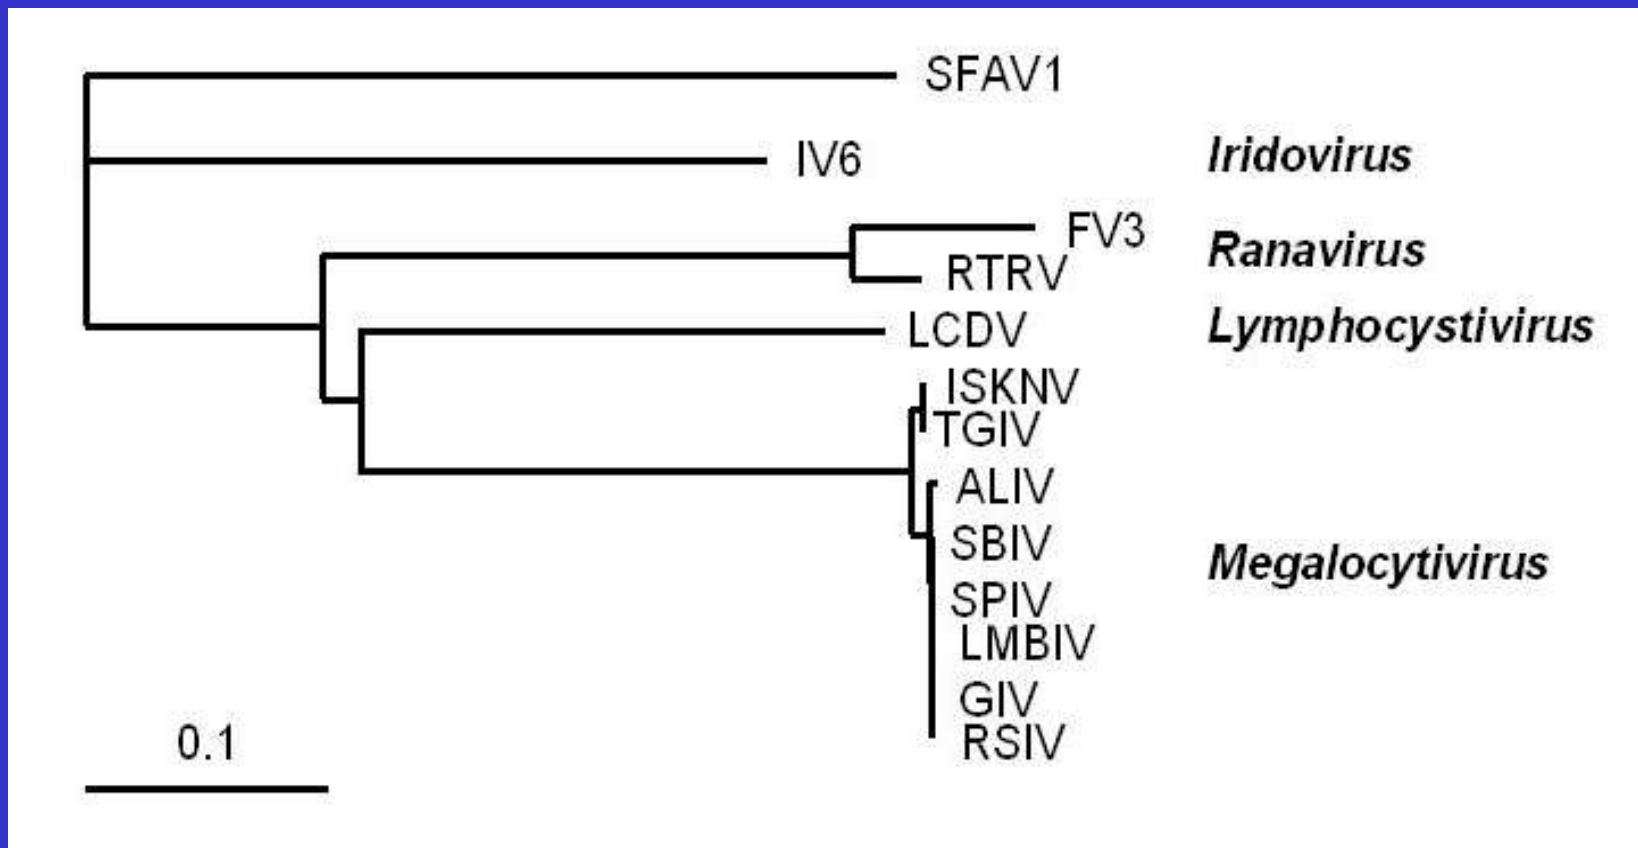 SFAV1
IV6 Iridovirus
FV3
Ranavirus
RTRV
LCDV Lymphocystivirus
ISKNV
TGIV
ALIV
SBIV
Megalocytivirus
SPIV
LMBIV
GIV
RSIV
0.1